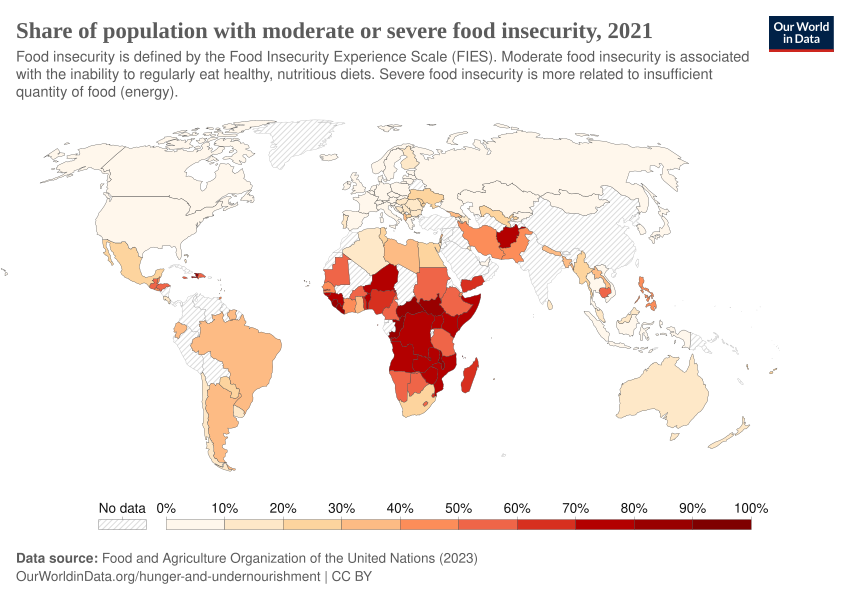 Share of population with moderate or severe food insecurity, 2021
Our World
in Data
Food insecurity is defined by the Food Insecurity Experience Scale (FIES). Moderate food insecurity is associated
with the inability to regularly eat healthy, nutritious diets. Severe food insecurity is more related to insufficient
quantity of food (energy).
No data 0% 10% 20% 30% 40% 50% 60% 70% 80% 90% 100%
Data source: Food and Agriculture Organization of the United Nations (2023)
OurWorldinData.org/hunger-and-undernourishment | CC BY